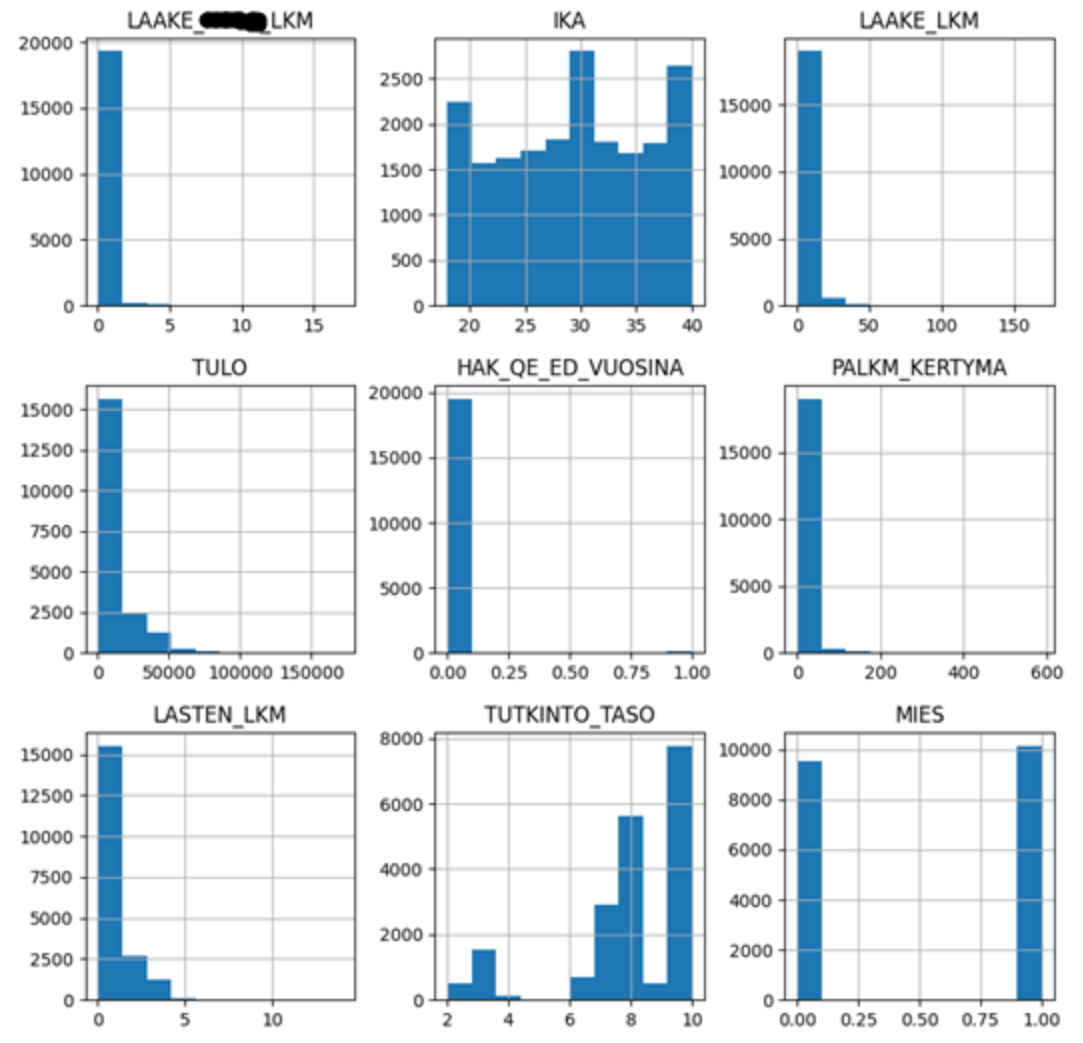 LAAKE_ _LKM
IKA
LAAKE_LKM
20000
15000
10000
5000
0
0 5 10 15
2500
2000
1500
1000
500
0
20 25 30 35 40
15000
10000
5000
0
0 50 100 150
TULO
HAK_QE_ED_VUOSINA
PALKM_KERTYMA
15000
12500
10000
7500
5000
2500
0
0 50000 100000 150000
20000
15000
10000
5000
0
0.00 0.25 0.50 0.75 1.00
15000
10000
5000
0
0 200 400 600
LASTEN_LKM
TUTKINTO_TASO
MIES
15000
12500
10000
7500
5000
2500
0
0 5 10
8000
6000
4000
2000
0
2 4 6 8 10
10000
8000
6000
4000
2000
0
0.00 0.25 0.50 0.75 1.00